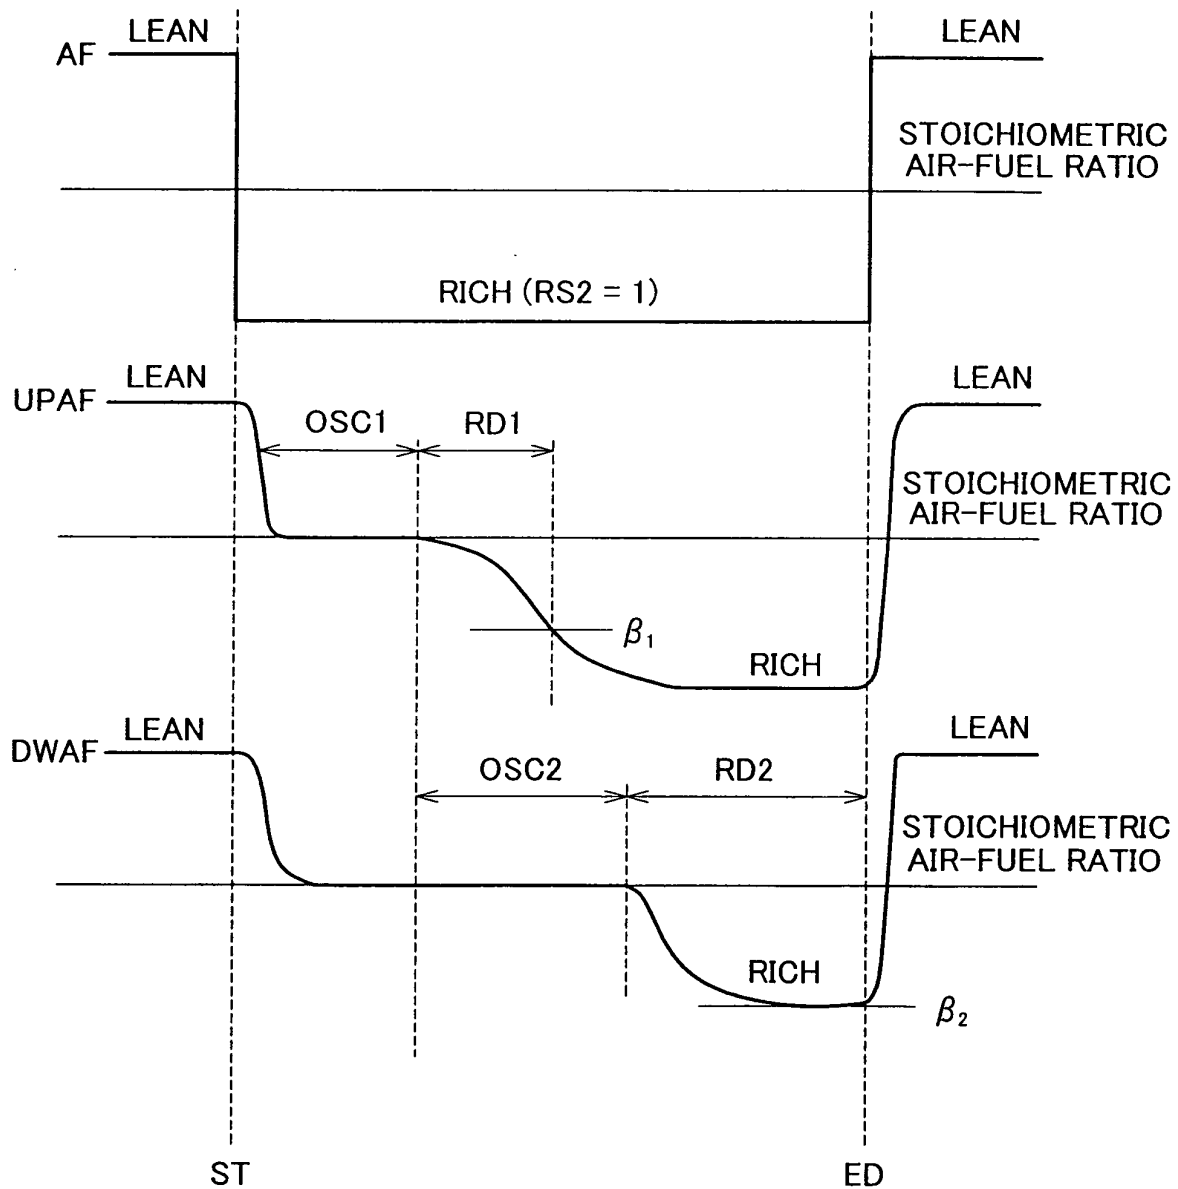 LEAN
AF
LEAN
STOICHIOMETRIC
AIR-FUEL RATIO
RICH (RS2 = 1)
LEAN
UPAF
LEAN
OSC1
RD1
STOICHIOMETRIC
AIR-FUEL RATIO
β1
RICH
LEAN
DWAF
LEAN
OSC2
RD2
STOICHIOMETRIC
AIR-FUEL RATIO
RICH
β2
ST
ED